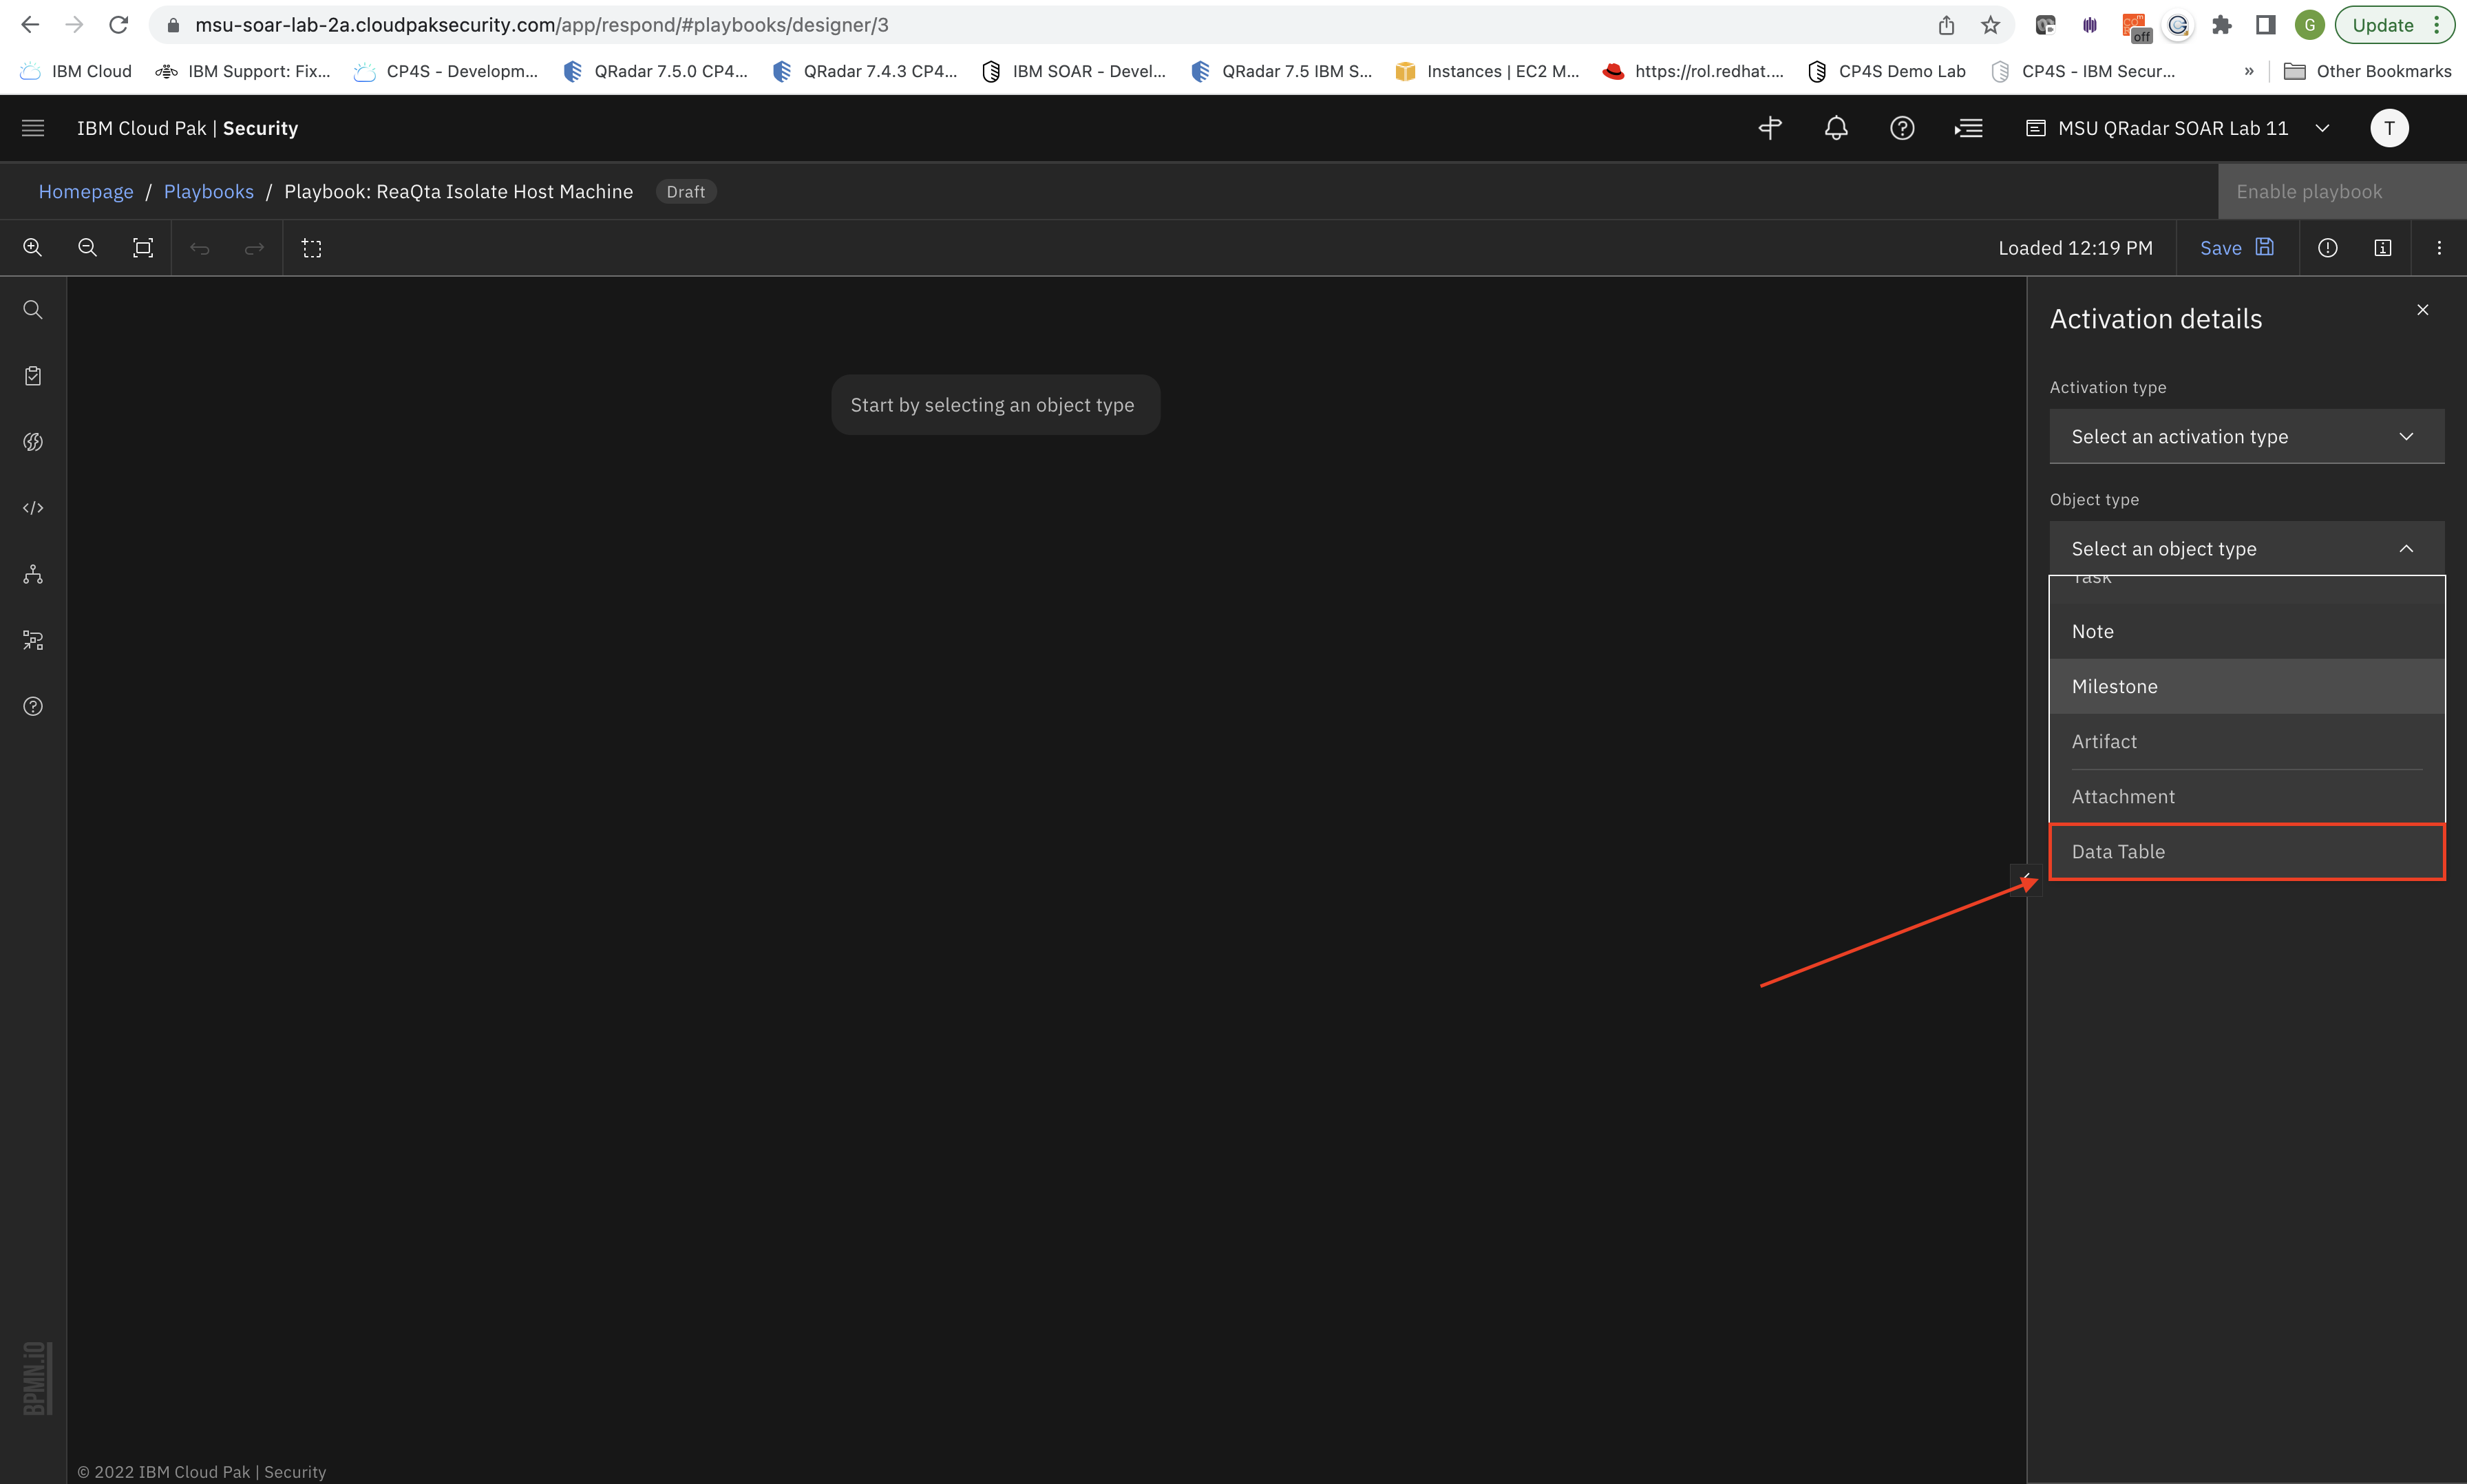 msu-soar-lab-2a.cloudpaksecurity.com/app/respond/#playbooks/designer/3
off
G
Update
IBM Cloud
IBM Support: Fix...
CP4S - Developm...
QRadar 7.5.0 CP4...
QRadar 7.4.3 CP4...
IBM SOAR - Devel...
QRadar 7.5 IBM S...
Instances | EC2 M...
https://rol.redhat....
CP4S Demo Lab
CP4S - IBM Secur...
»
Other Bookmarks
IBM Cloud Pak | Security
MSU QRadar SOAR Lab 11
T
Homepage / Playbooks / Playbook: ReaQta Isolate Host Machine
Draft
Enable playbook
Loaded 12:19 PM
Save
Activation details
Activation type
Select an activation type
Start by selecting an object type
Object type
Select an object type
Task
Note
Milestone
Artifact
Attachment
Data Table
BPMN.iO
© 2022 IBM Cloud Pak | Security